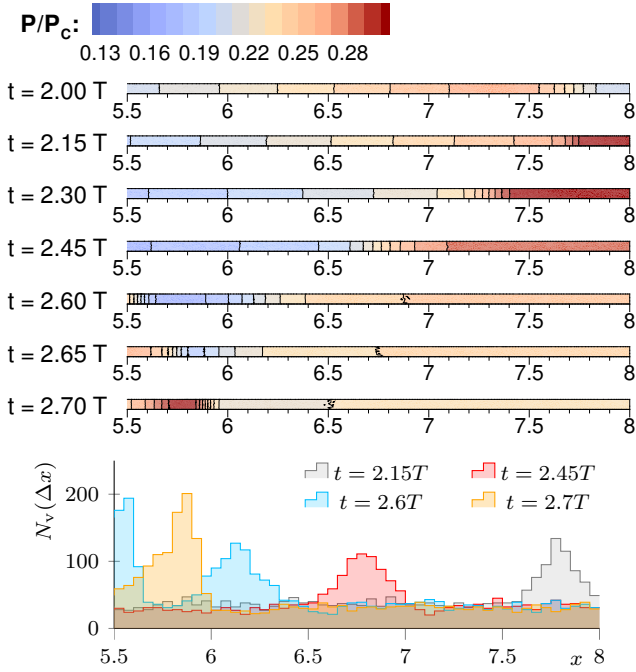 P/P_C:
0.13 0.16 0.19 0.22 0.25 0.28
t = 2.00 T
5.5 6 6.5 7 7.5 8
t = 2.15 T
5.5 6 6.5 7 7.5 8
t = 2.30 T
5.5 6 6.5 7 7.5 8
t = 2.45 T
5.5 6 6.5 7 7.5 8
t = 2.60 T
5.5 6 6.5 7 7.5 8
t = 2.65 T
5.5 6 6.5 7 7.5 8
t = 2.70 T
5.5 6 6.5 7 7.5 8
N_v(Δx)
200
100
0
t = 2.15T t = 2.45T
t = 2.6T t = 2.7T
5.5 6 6.5 7 7.5 x 8